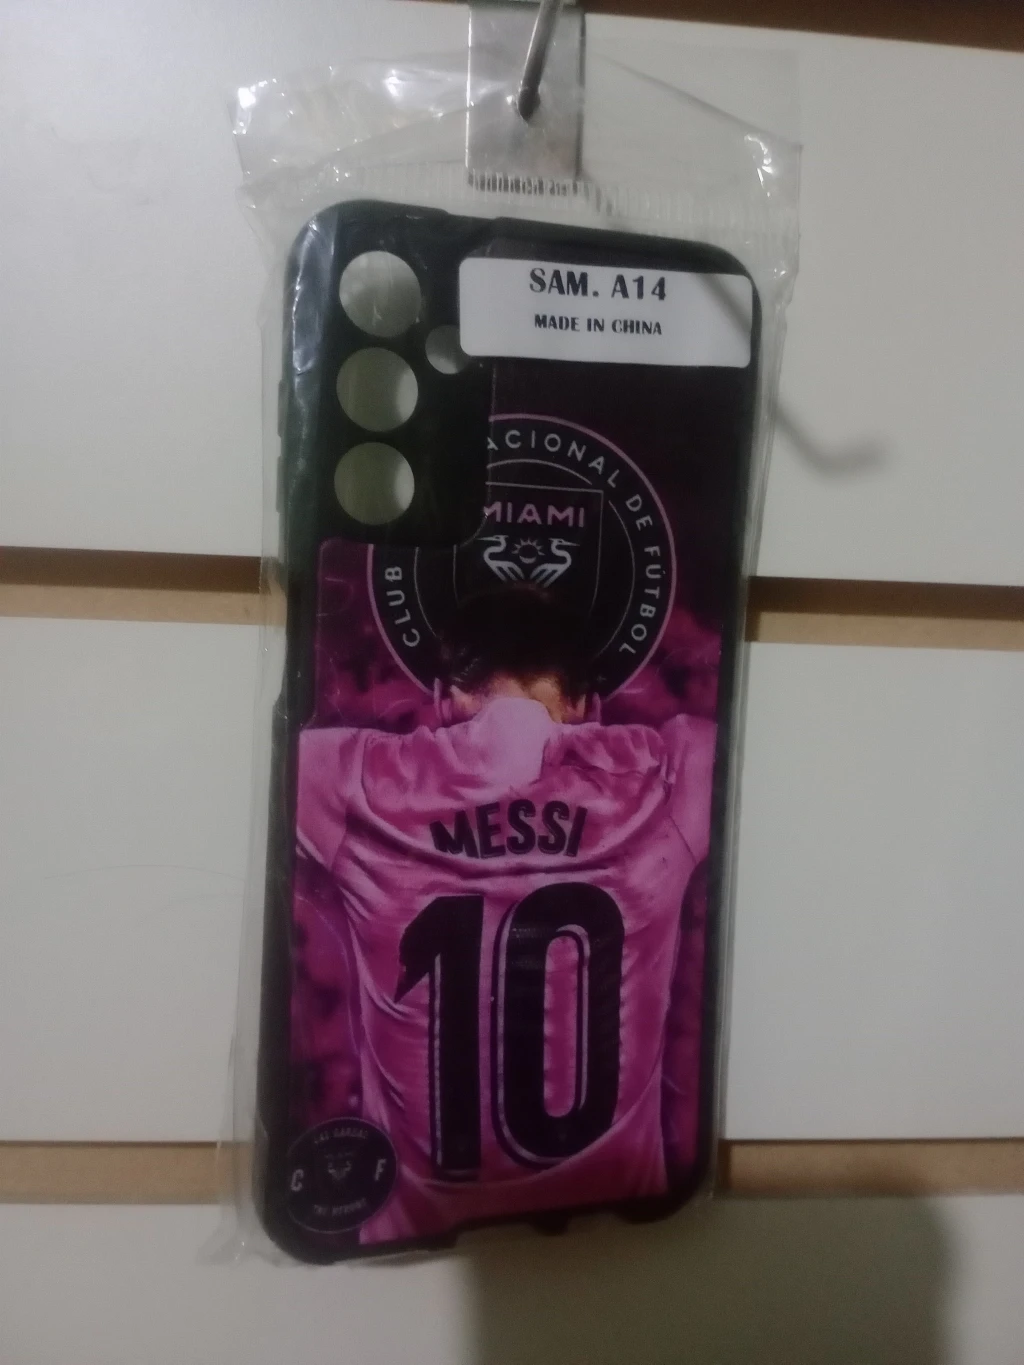 SAM. A14
MADE IN CHINA
CLUB
ACIONAL DE FÚTBOL
MIAMI
MESSI
10
C F